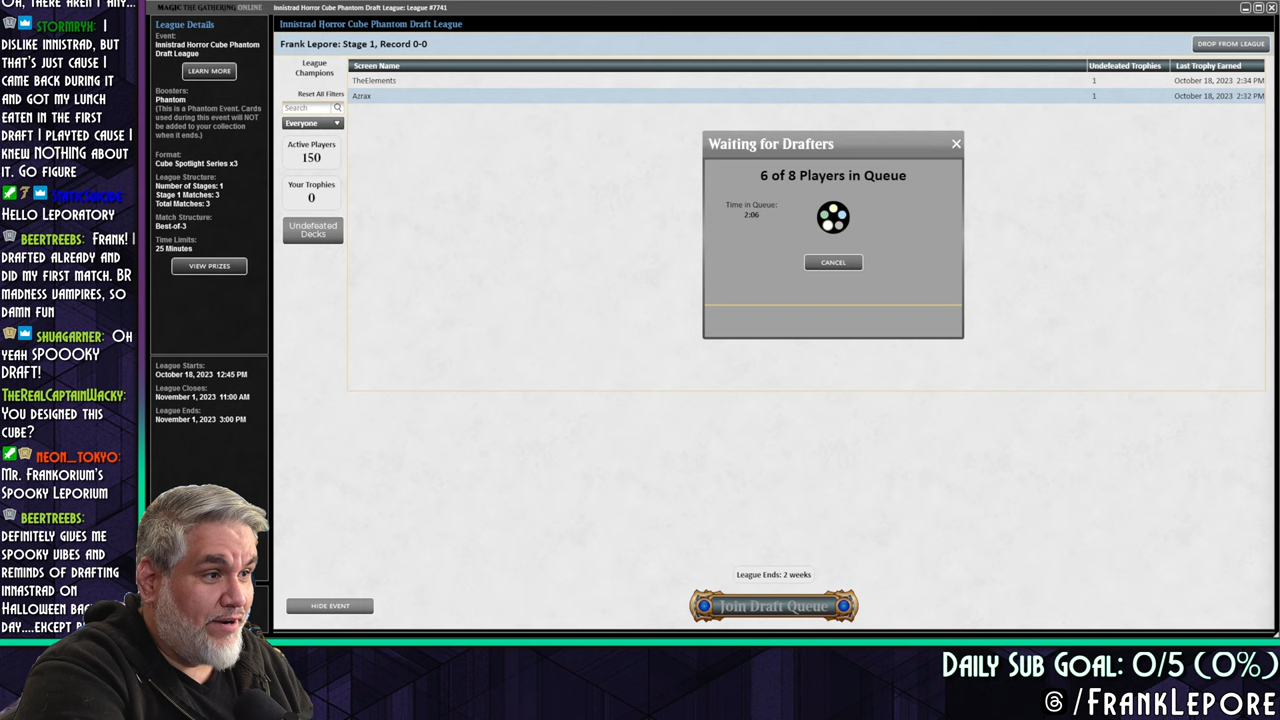 Oh, there aren't any...
STORMRYX: I
DISLIKE INNISTRAD, BUT
THAT'S JUST CAUSE I
CAME BACK DURING IT
AND GOT MY LUNCH
EATEN IN THE FIRST
DRAFT I PLAYTED CAUSE I
KNEW NOTHING ABOUT
IT. GO FIGURE
HELLO LEPORATORY
BEERTREEBS: FRANK! I
DRAFTED ALREADY AND
DID MY FIRST MATCH. BR
MADNESS VAMPIRES, SO
DAMN FUN
SHUAGARNER: OH
YEAH SPOOOKY
DRAFT!
THEREALCAPTAINWACKY:
YOU DESIGNED THIS
CUBE?
NEON_TOKYO:
MR. FRANKORIUM'S
SPOOKY LEPORIUM
BEERTREEBS:
DEFINITELY GIVES ME
SPOOKY VIBES AND
REMINDS OF DRAFTING
INNASTRAD ON
HALLOWEEN BAC
DAY....EXCEPT
MAGIC THE GATHERING ONLINE
Innistrad Horror Cube Phantom Draft League: League #7741
League Details
Event:
Innistrad Horror Cube Phantom
Draft League
LEARN MORE
Boosters:
Phantom
(This is a Phantom Event. Cards
used during this event will NOT
be added to your collection
when it ends.)
Format:
Cube Spotlight Series x3
League Structure:
Number of Stages: 1
Stage 1 Matches: 3
Total Matches: 3
Match Structure:
Best-of-3
Time Limits:
25 Minutes
VIEW PRIZES
League Starts:
October 18, 2023 12:45 PM
League Closes:
November 1, 2023 11:00 AM
League Ends:
November 1, 2023 3:00 PM
Innistrad Horror Cube Phantom Draft League
Frank Lepore: Stage 1, Record 0-0
DROP FROM LEAGUE
League
Champions
Reset All Filters
Search
Everyone
Active Players
150
Your Trophies
0
Undefeated
Decks
Screen Name Undefeated Trophies Last Trophy Earned
TheElements 1 October 18, 2023 2:34 PM
Azrax 1 October 18, 2023 2:32 PM
Waiting for Drafters
6 of 8 Players in Queue
Time in Queue:
2:06
CANCEL
League Ends: 2 weeks
HIDE EVENT
Join Draft Queue
DAILY SUB GOAL: 0/5 (0%)
/FRANKLEPORE